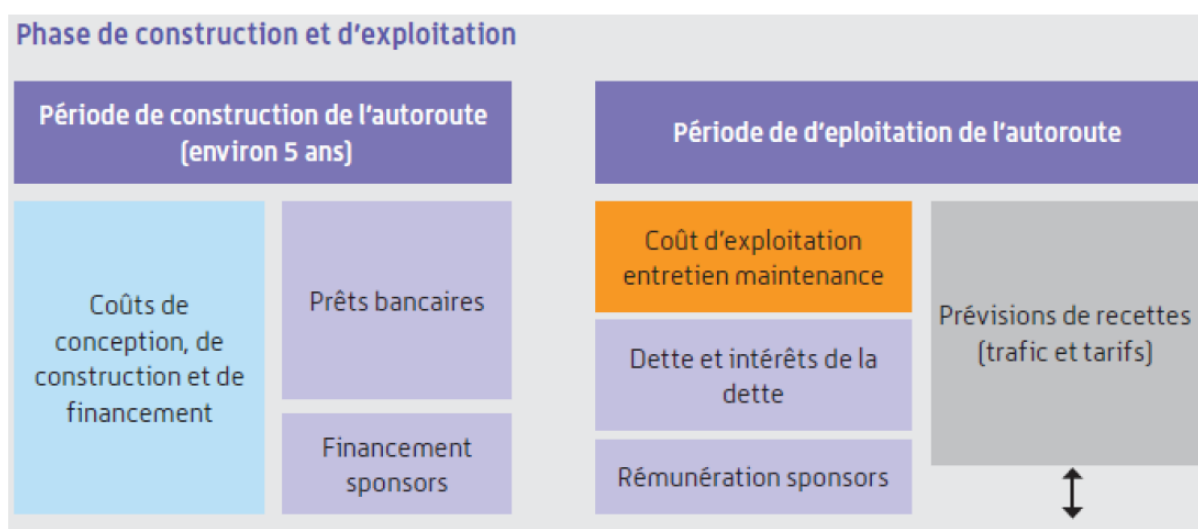 Phase de construction et d'exploitation
Période de construction de l'autoroute
(environ 5 ans)
Période de d'eploitation de l'autoroute
Coûts de
conception, de
construction et de
financement
Prêts bancaires
Financement
sponsors
Coût d'exploitation
entretien maintenance
Dette et intérêts de la
dette
Rémunération sponsors
Prévisions de recettes
(trafic et tarifs)